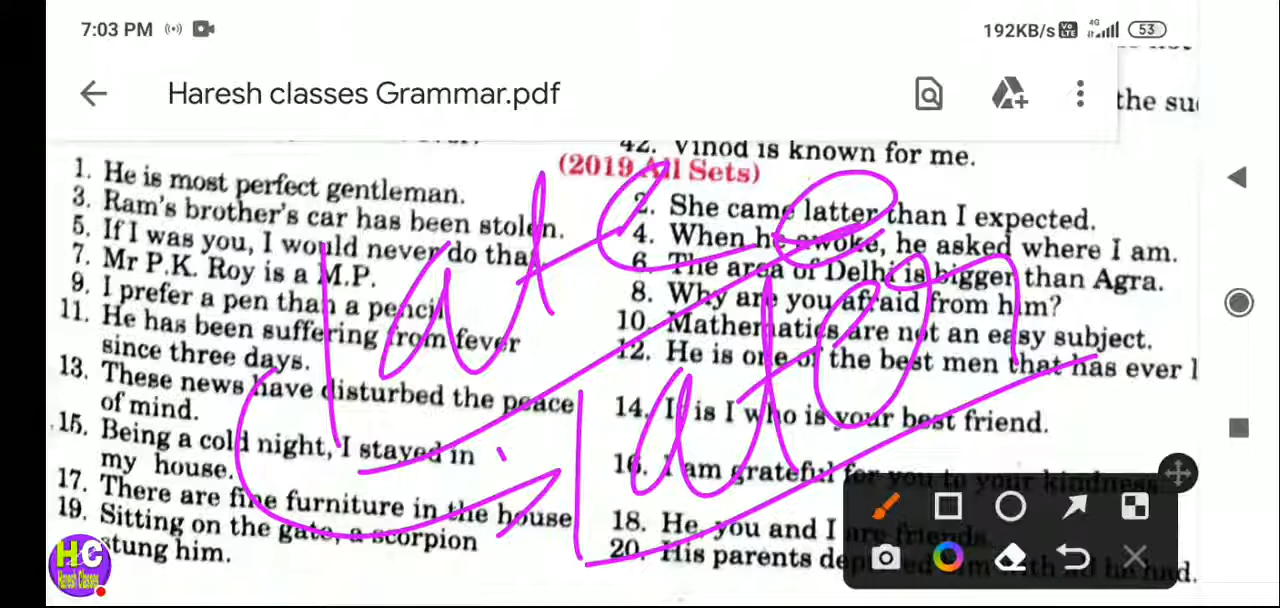 7:03 PM
192KB/s Vo LTE 4G 53
Haresh classes Grammar.pdf
the su
42. Vinod is known for me.
(2019 All Sets)
1. He is most perfect gentleman.
2. She came latter than I expected.
3. Ram's brother's car has been stolen.
4. When he awoke, he asked where I am.
5. If I was you, I would never do that
6. The area of Delhi is bigger than Agra.
7. Mr P.K. Roy is a M.P.
8. Why are you afraid from him?
9. I prefer a pen than a pencil
10. Mathematics are not an easy subject.
11. He has been suffering from fever
since three days.
12. He is one of the best men that has ever l
13. These news have disturbed the peace
of mind.
14. It is I who is your best friend.
15. Being a cold night, I stayed in
my house.
16. I am grateful for you to your kindness
17. There are fine furniture in the house
18. He, you and I are friends.
19. Sitting on the gate, a scorpion
stung him.
20. His parents had.
late
later
HC
Haresh Classes